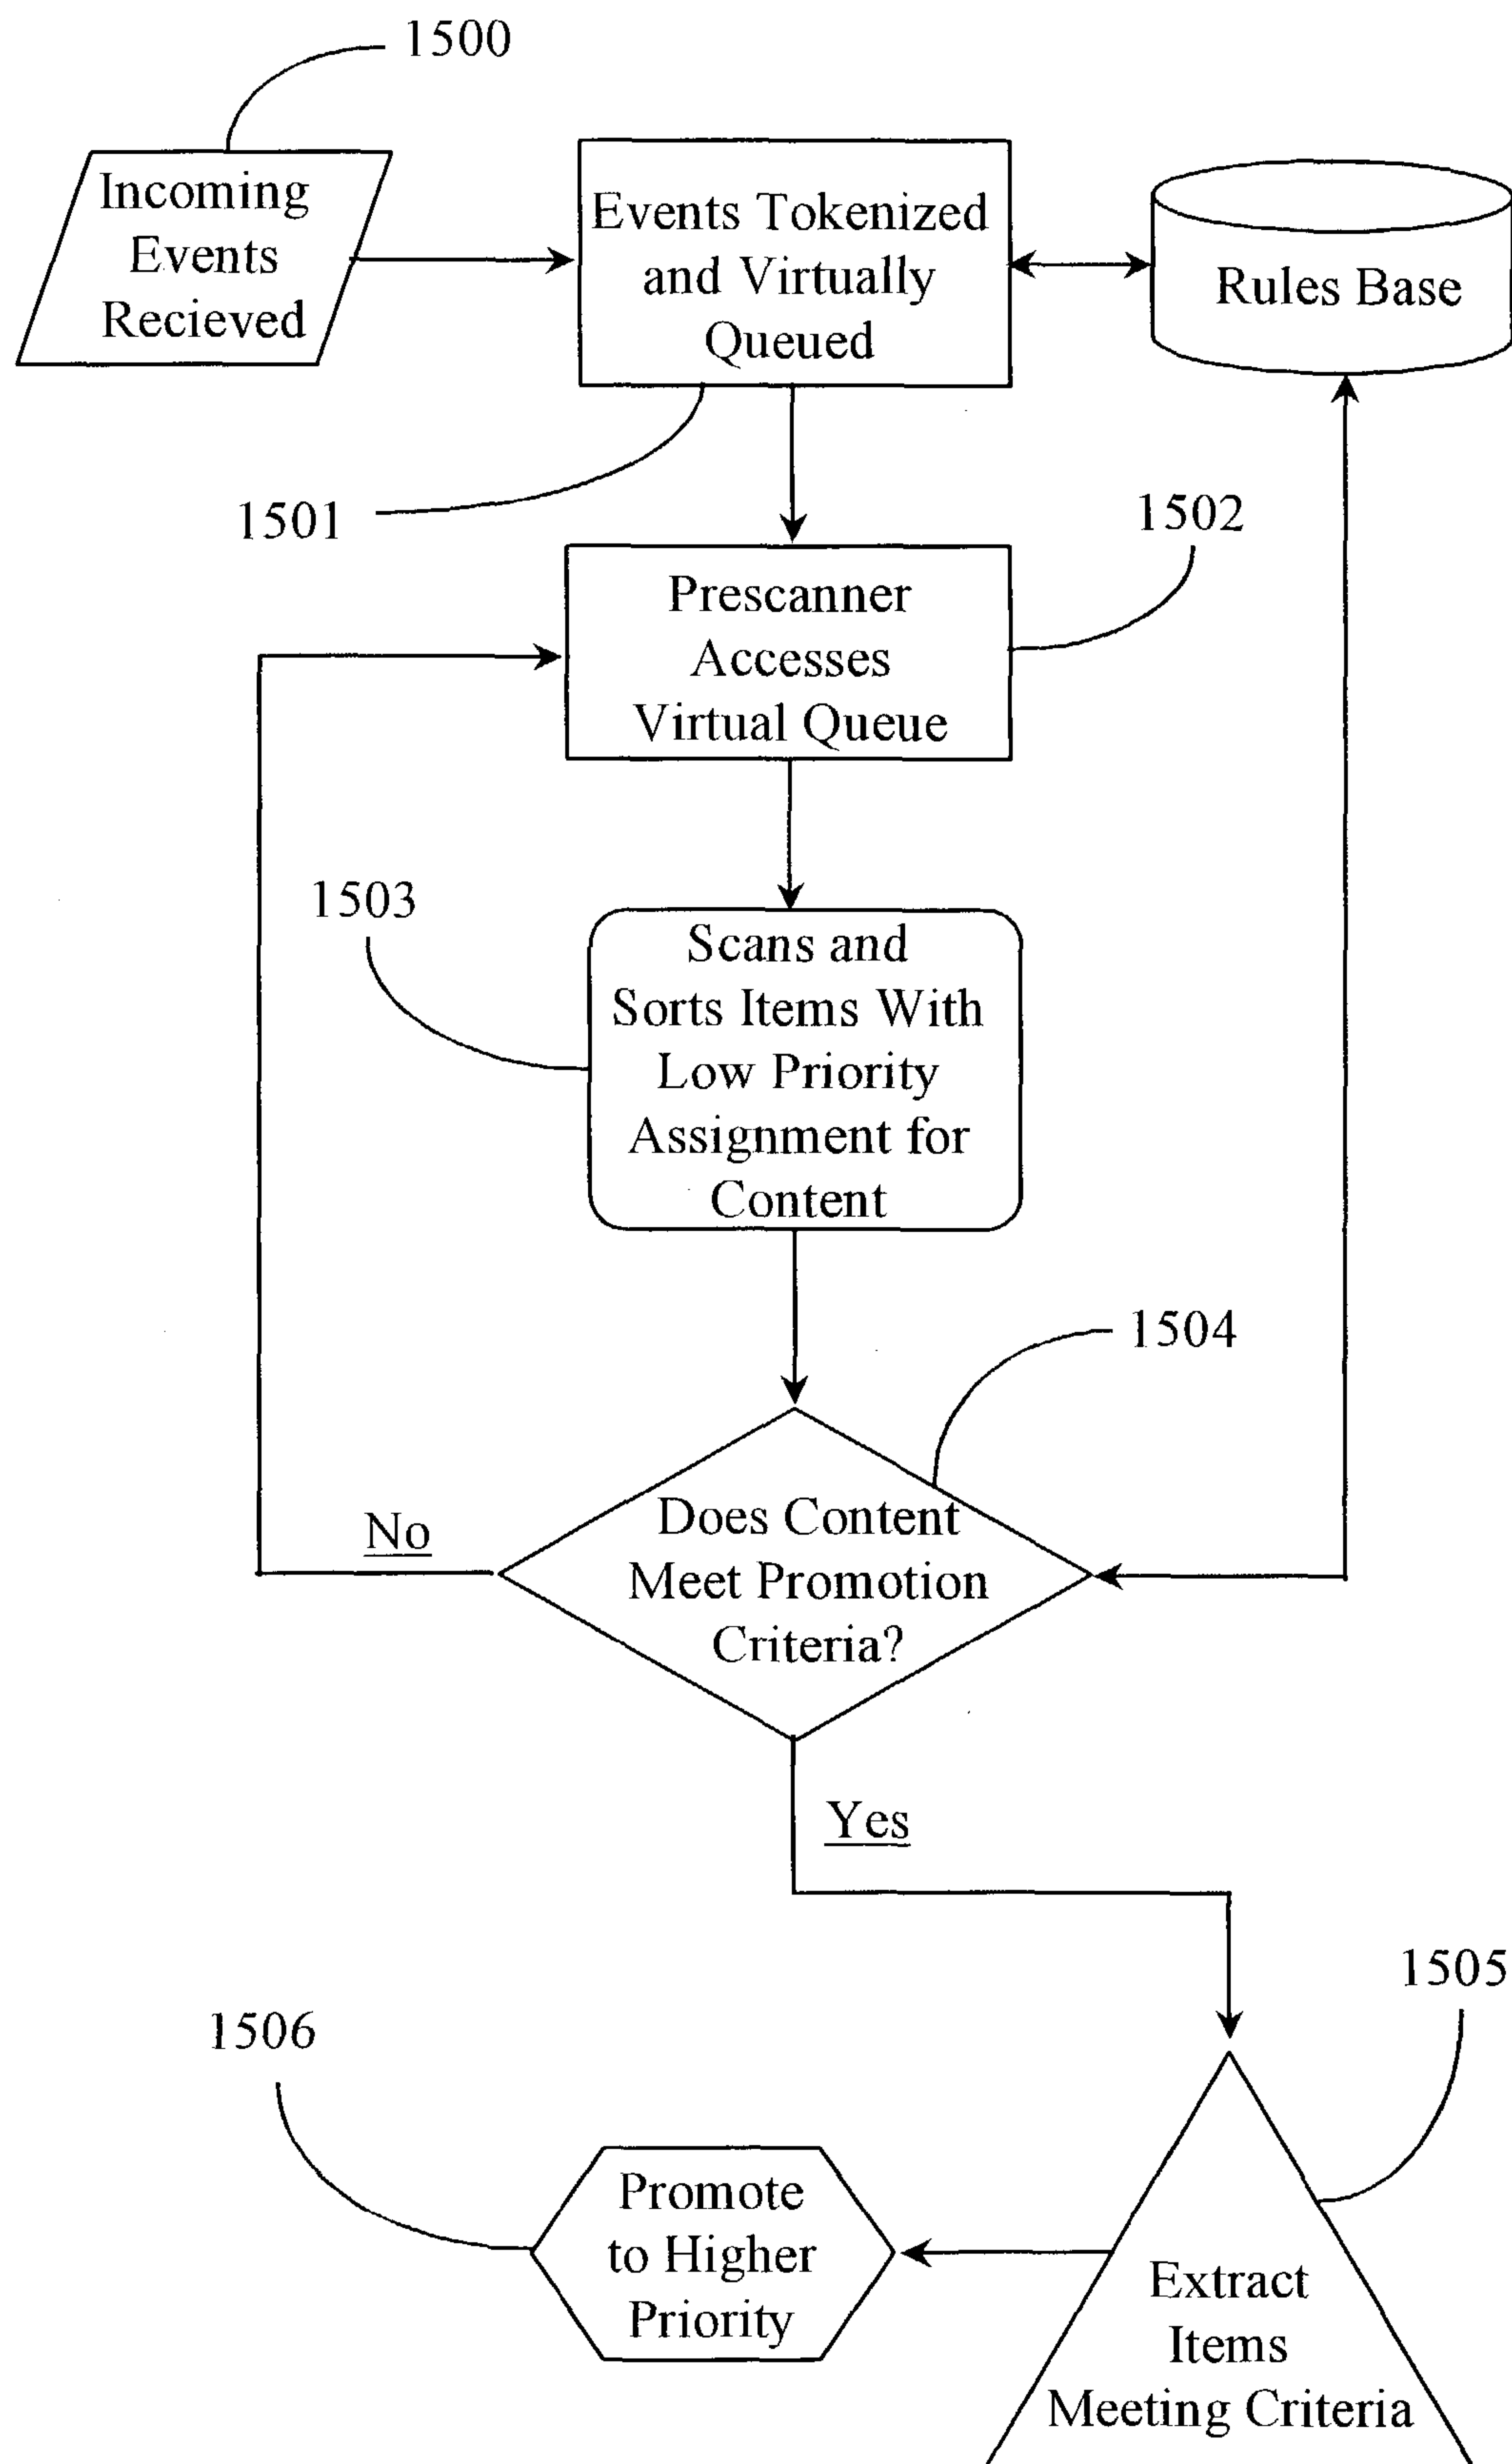 1500
Incoming
Events
Recieved
Events Tokenized
and Virtually
Queued
Rules Base
1501
1502
Prescanner
Accesses
Virtual Queue
1503
Scans and
Sorts Items With
Low Priority
Assignment for
Content
1504
No
Does Content
Meet Promotion
Criteria?
Yes
1505
1506
Promote
to Higher
Priority
Extract
Items
Meeting Criteria